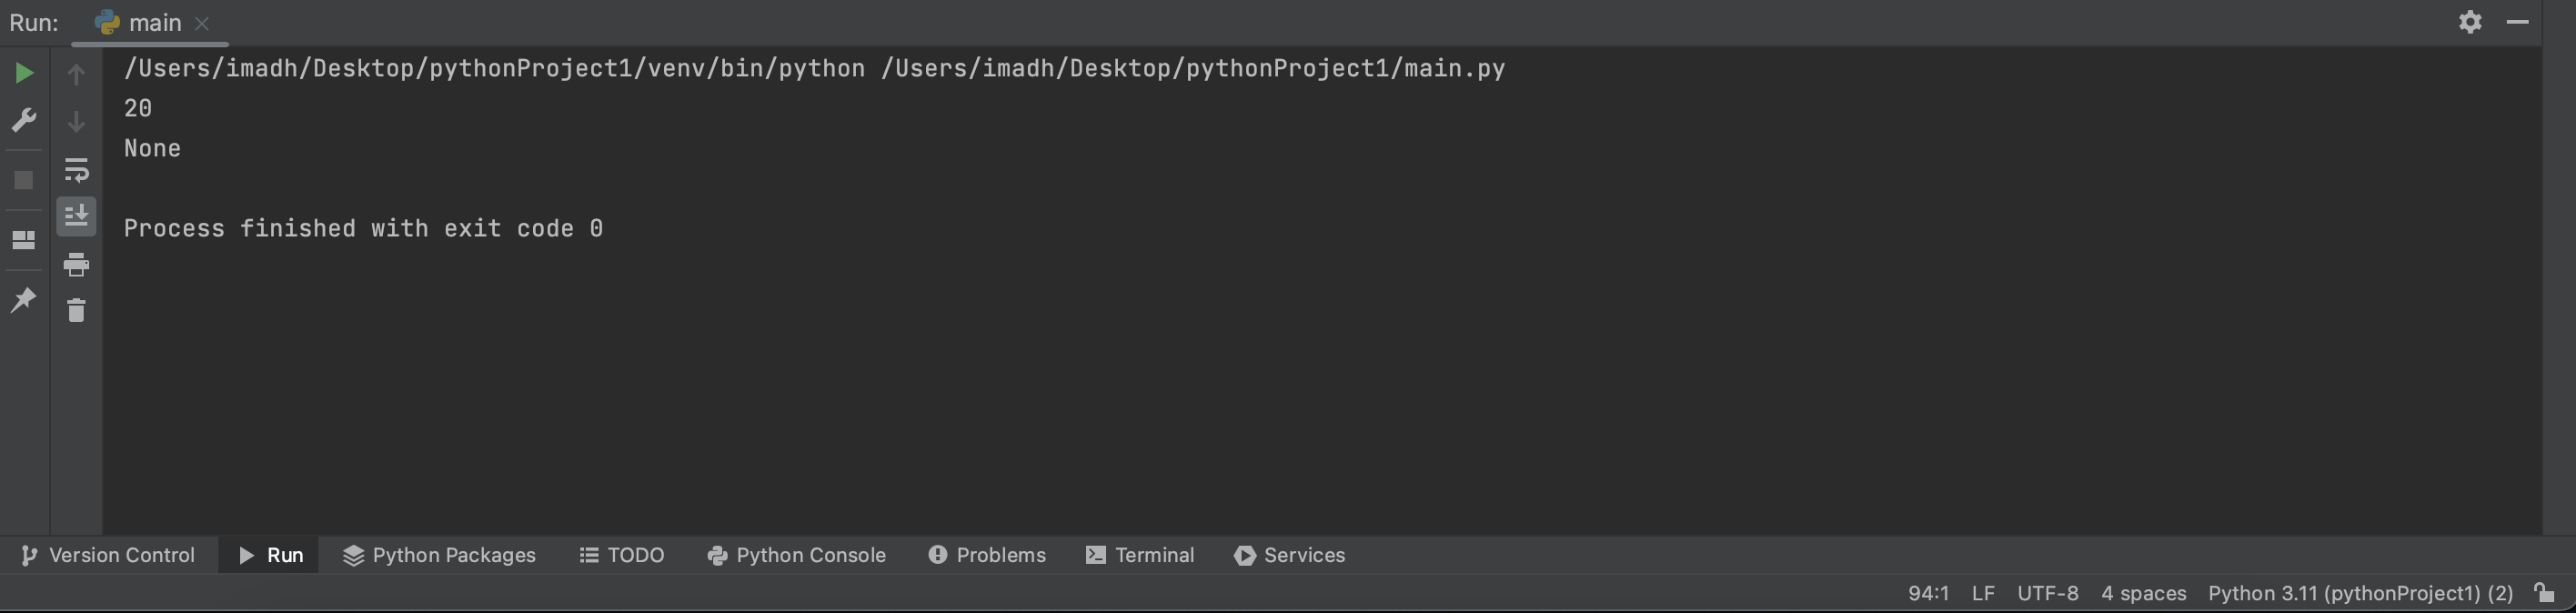 Run: main
/Users/imadh/Desktop/pythonProject1/venv/bin/python /Users/imadh/Desktop/pythonProject1/main.py
20
None
Process finished with exit code 0
Version Control Run Python Packages TODO Python Console Problems Terminal Services
94:1 LF UTF-8 4 spaces Python 3.11 (pythonProject1) (2)